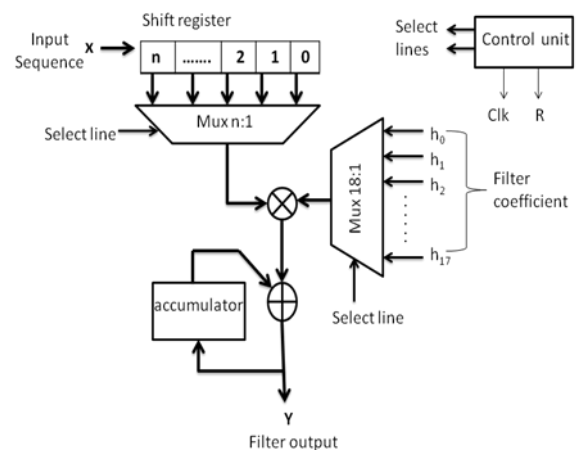 Shift register
Input
Sequence
x
n ....... 2 1 0
Mux n:1
Select line
Select
lines
Control unit
Clk R
Mux 18:1
h0
h1
h2
h17
Filter
coefficient
Select line
accumulator
Y
Filter output